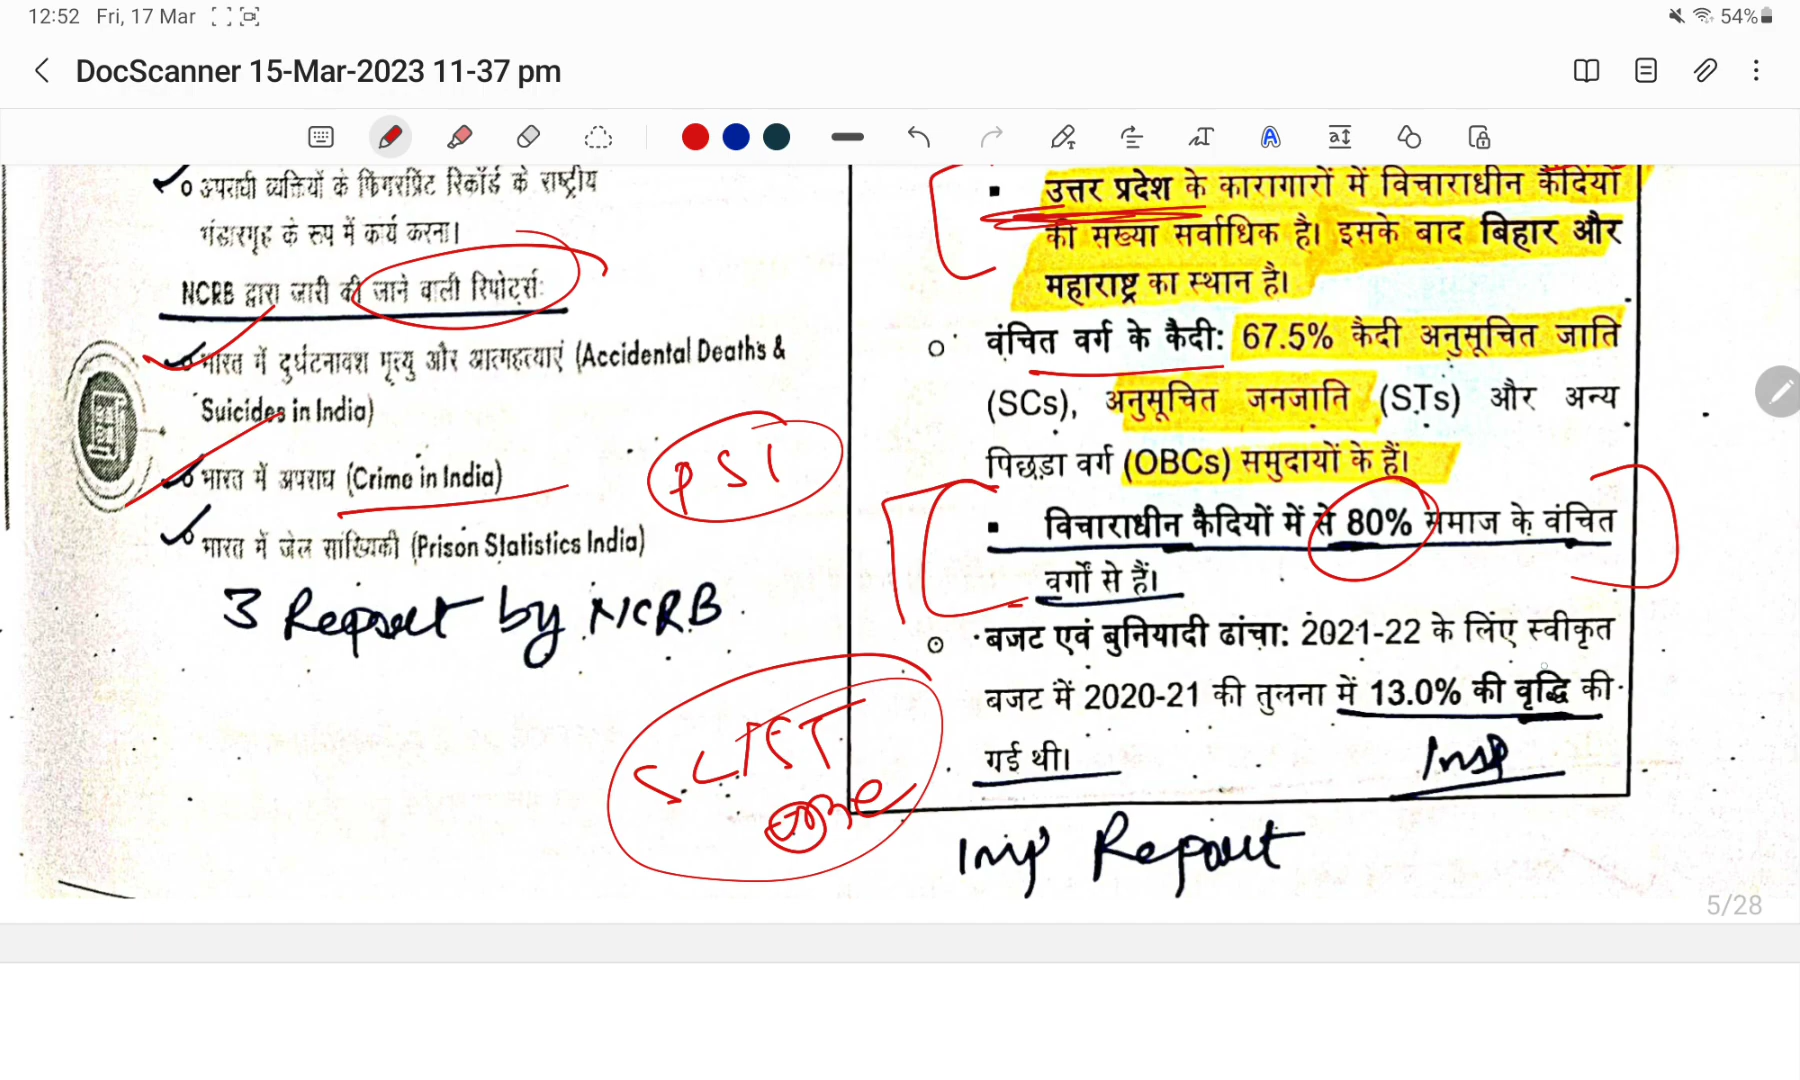 12:52 Fri, 17 Mar
54%
DocScanner 15-Mar-2023 11-37 pm
अपराधी व्यक्तियों के फिंगरप्रिंट रिकॉर्ड के राष्ट्रीय
भंडारगृह के रूप में कार्य करना।
NCRB द्वारा जारी की जाने वाली रिपोर्ट्स:
भारत में दुर्घटनावश मृत्यु और आत्महत्याएं (Accidental Deaths &
Suicides in India)
भारत में अपराध (Crime in India)
भारत में जेल सांख्यिकी (Prison Statistics India)
PSI
3 Report by NCRB
SC/ST
OBC
उत्तर प्रदेश के कारागारों में विचाराधीन कैदियों
की संख्या सर्वाधिक है। इसके बाद बिहार और
महाराष्ट्र का स्थान है।
वंचित वर्ग के कैदी: 67.5% कैदी अनुसूचित जाति
(SCs), अनुसूचित जनजाति (STs) और अन्य
पिछड़ा वर्ग (OBCs) समुदायों के हैं।
विचाराधीन कैदियों में से 80% समाज के वंचित
वर्गों से हैं।
बजट एवं बुनियादी ढांचा: 2021-22 के लिए स्वीकृत
बजट में 2020-21 की तुलना में 13.0% की वृद्धि की
गई थी।
Imp
Imp Report
5/28